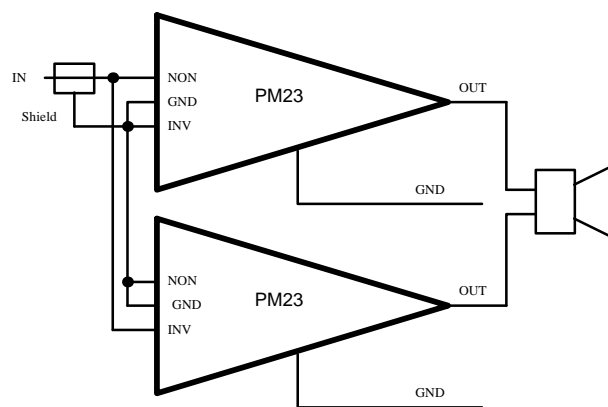 IN
Shield
NON
GND
INV
PM23
OUT
GND
NON
GND
INV
PM23
OUT
GND